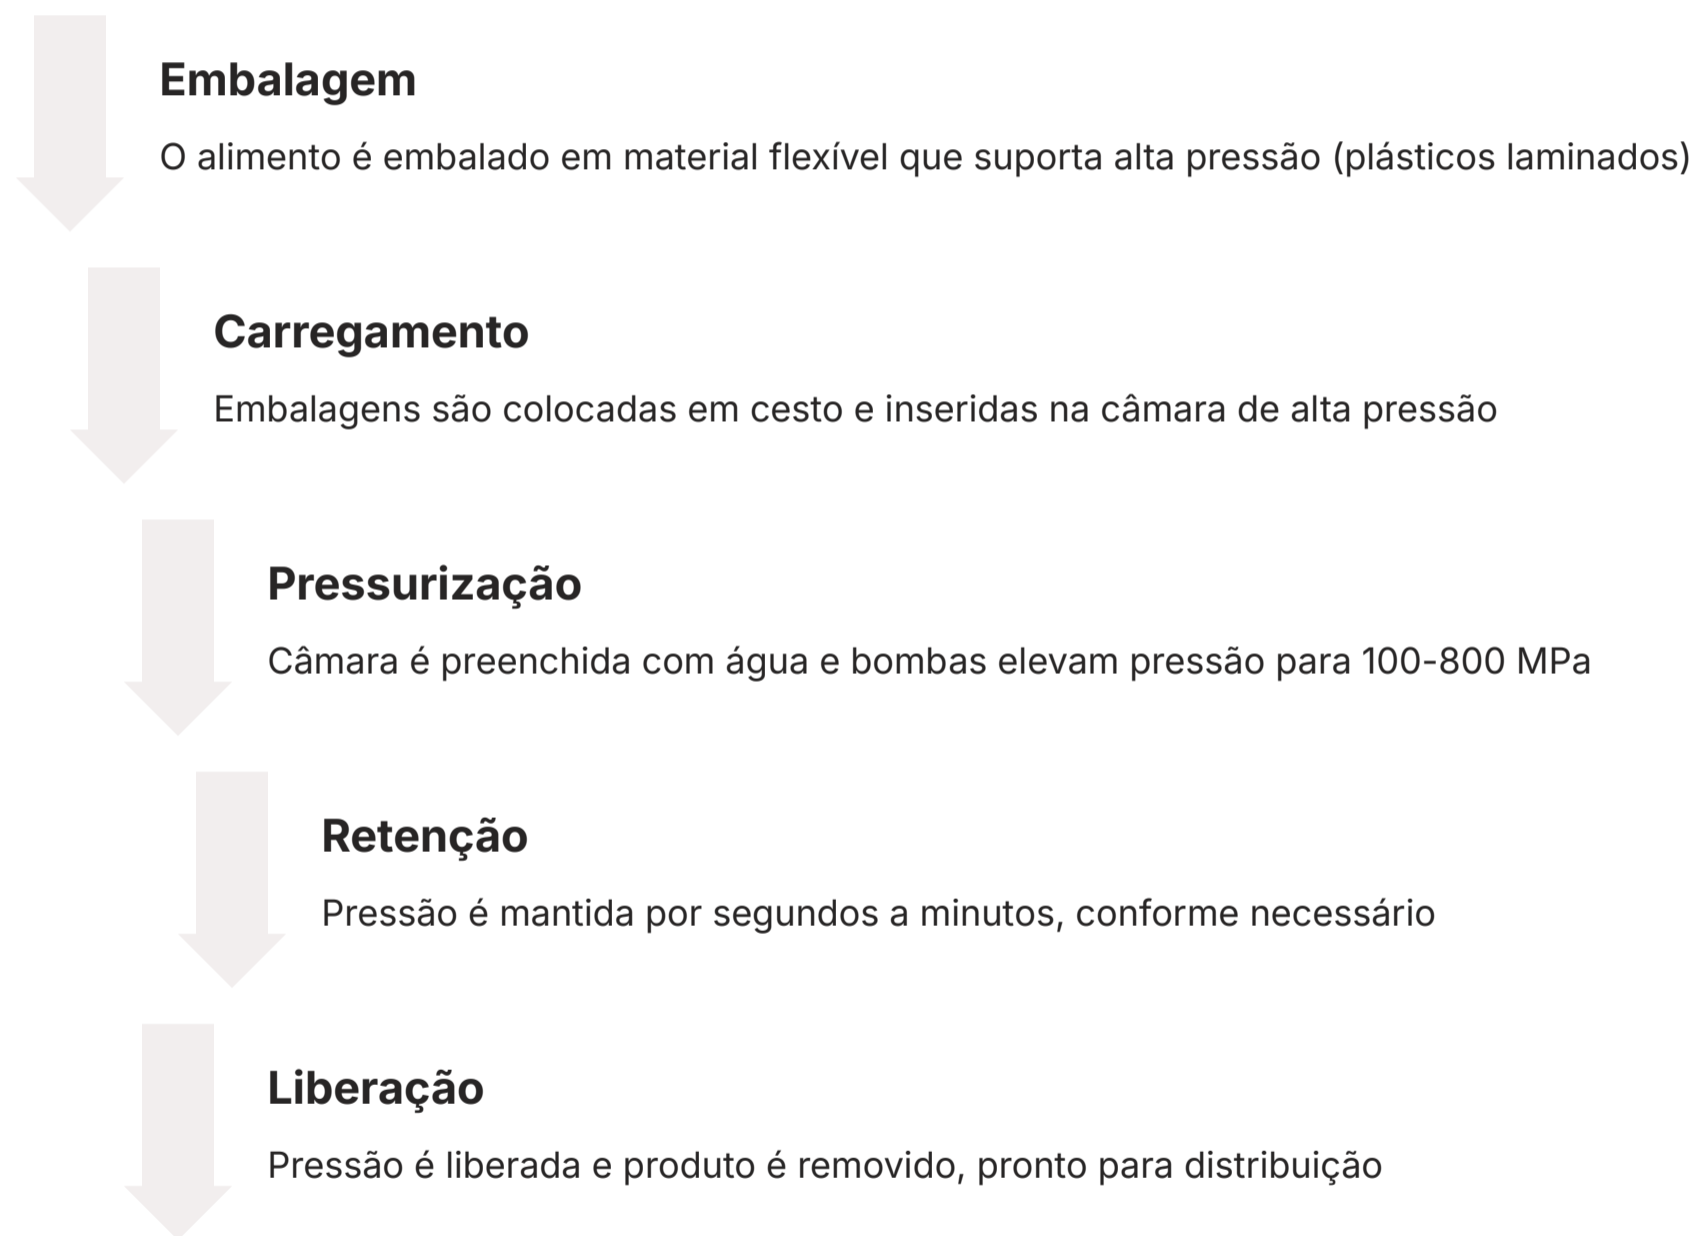 Embalagem
O alimento é embalado em material flexível que suporta alta pressão (plásticos laminados)
Carregamento
Embalagens são colocadas em cesto e inseridas na câmara de alta pressão
Pressurização
Câmara é preenchida com água e bombas elevam pressão para 100-800 MPa
Retenção
Pressão é mantida por segundos a minutos, conforme necessário
Liberação
Pressão é liberada e produto é removido, pronto para distribuição